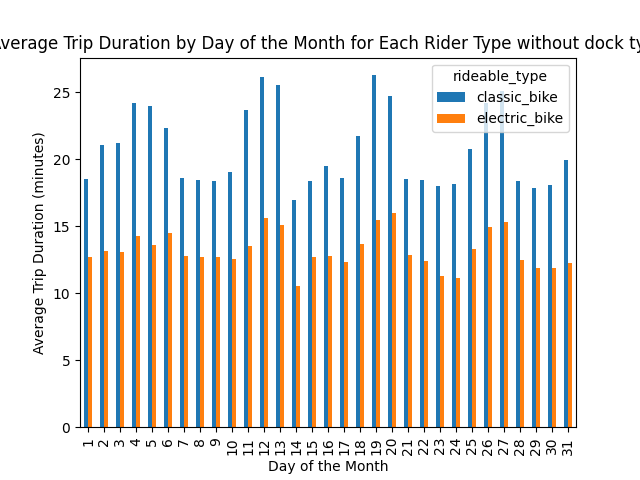 Average Trip Duration by Day of the Month for Each Rider Type without dock ty
rideable_type
classic_bike
electric_bike
Average Trip Duration (minutes)
25
20
15
10
5
0
1 2 3 4 5 6 7 8 9 10 11 12 13 14 15 16 17 18 19 20 21 22 23 24 25 26 27 28 29 30 31
Day of the Month